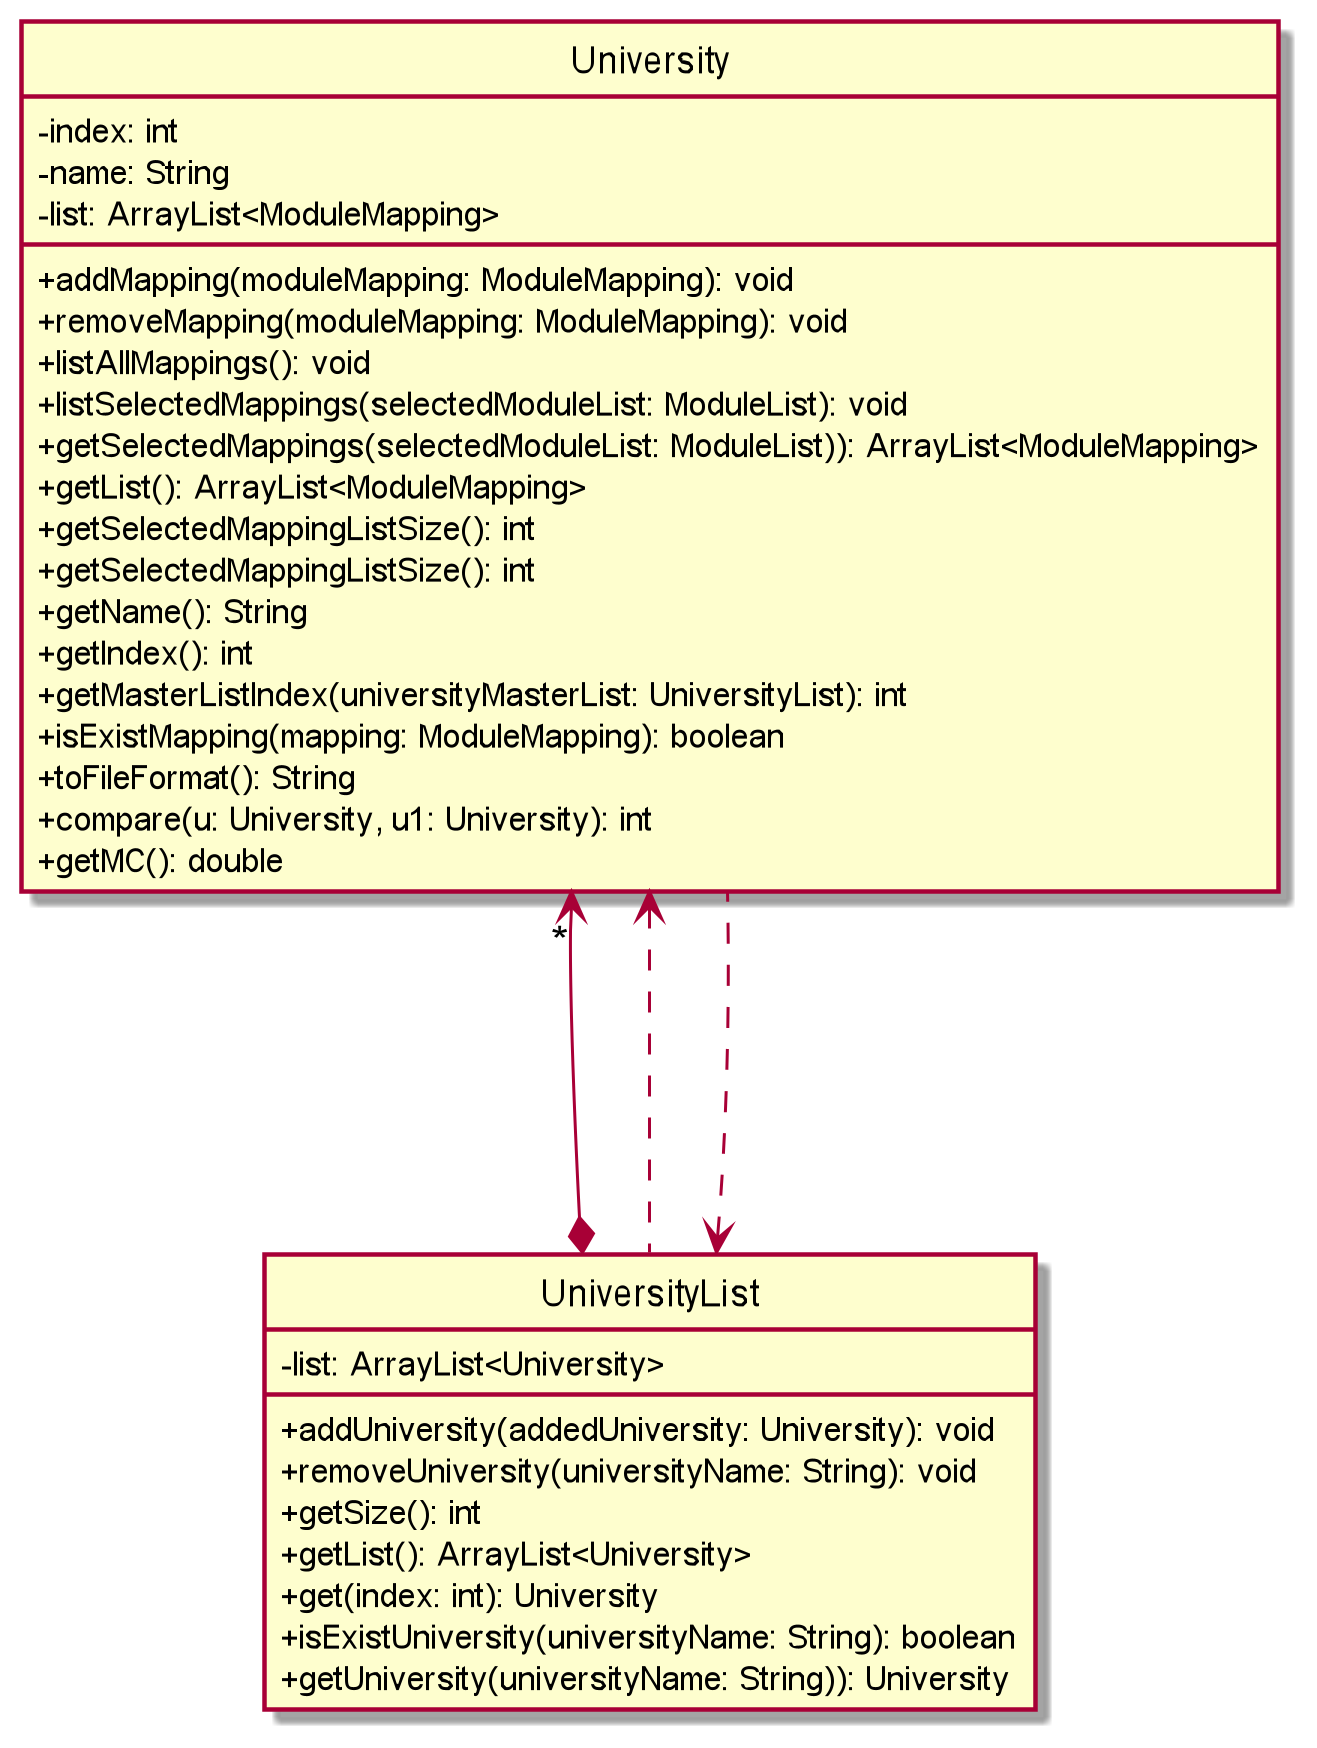 University
-index: int
-name: String
-list: ArrayList<ModuleMapping>
+addMapping(moduleMapping: ModuleMapping): void
+removeMapping(moduleMapping: ModuleMapping): void
+listAllMappings(): void
+listSelectedMappings(selectedModuleList: ModuleList): void
+getSelectedMappings(selectedModuleList: ModuleList)): ArrayList<ModuleMapping>
+getList(): ArrayList<ModuleMapping>
+getSelectedMappingListSize(): int
+getSelectedMappingListSize(): int
+getName(): String
+getIndex(): int
+getMasterListIndex(universityMasterList: UniversityList): int
+isExistMapping(mapping: ModuleMapping): boolean
+toFileFormat(): String
+compare(u: University, u1: University): int
+getMC(): double
*
UniversityList
-list: ArrayList<University>
+addUniversity(addedUniversity: University): void
+removeUniversity(universityName: String): void
+getSize(): int
+getList(): ArrayList<University>
+get(index: int): University
+isExistUniversity(universityName: String): boolean
+getUniversity(universityName: String)): University